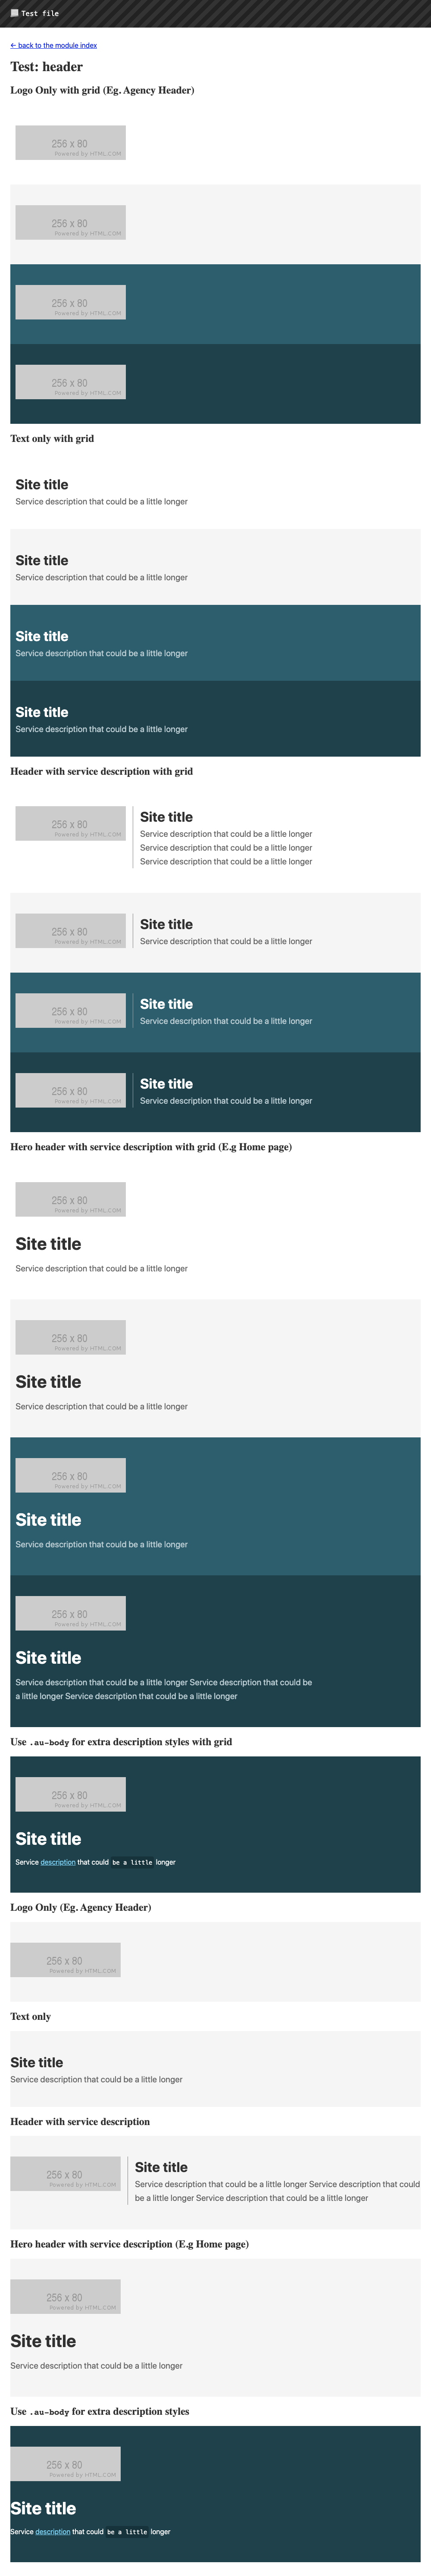 Test file
← back to the module index
Test: header
Logo Only with grid (Eg. Agency Header)
256 x 80
Powered by HTML.COM
256 x 80
Powered by HTML.COM
256 x 80
Powered by HTML.COM
256 x 80
Powered by HTML.COM
Text only with grid
Site title
Service description that could be a little longer
Site title
Service description that could be a little longer
Site title
Service description that could be a little longer
Site title
Service description that could be a little longer
Header with service description with grid
256 x 80
Powered by HTML.COM
Site title
Service description that could be a little longer
Service description that could be a little longer
Service description that could be a little longer
256 x 80
Powered by HTML.COM
Site title
Service description that could be a little longer
256 x 80
Powered by HTML.COM
Site title
Service description that could be a little longer
256 x 80
Powered by HTML.COM
Site title
Service description that could be a little longer
Hero header with service description with grid (E.g Home page)
256 x 80
Powered by HTML.COM
Site title
Service description that could be a little longer
256 x 80
Powered by HTML.COM
Site title
Service description that could be a little longer
256 x 80
Powered by HTML.COM
Site title
Service description that could be a little longer
256 x 80
Powered by HTML.COM
Site title
Service description that could be a little longer Service description that could be
a little longer Service description that could be a little longer
Use .au-body for extra description styles with grid
256 x 80
Powered by HTML.COM
Site title
Service description that could be a little longer
Logo Only (Eg. Agency Header)
256 x 80
Powered by HTML.COM
Text only
Site title
Service description that could be a little longer
Header with service description
256 x 80
Powered by HTML.COM
Site title
Service description that could be a little longer Service description that could
be a little longer Service description that could be a little longer
Hero header with service description (E.g Home page)
256 x 80
Powered by HTML.COM
Site title
Service description that could be a little longer
Use .au-body for extra description styles
256 x 80
Powered by HTML.COM
Site title
Service description that could be a little longer